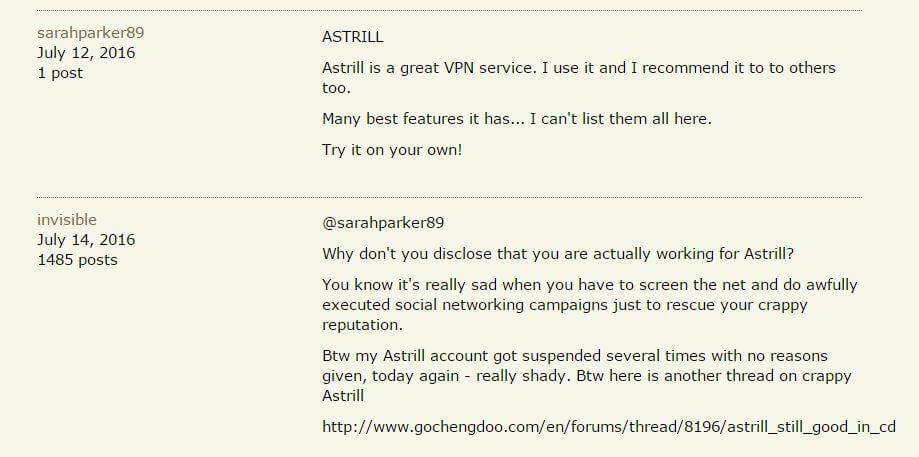 sarahparker89
July 12, 2016
1 post
ASTRILL
Astrill is a great VPN service. I use it and I recommend it to to others
too.
Many best features it has... I can't list them all here.
Try it on your own!
invisible
July 14, 2016
1485 posts
@sarahparker89
Why don't you disclose that you are actually working for Astrill?
You know it's really sad when you have to screen the net and do awfully
executed social networking campaigns just to rescue your crappy
reputation.
Btw my Astrill account got suspended several times with no reasons
given, today again - really shady. Btw here is another thread on crappy
Astrill
http://www.gochengdoo.com/en/forums/thread/8196/astrill_still_good_in_cd